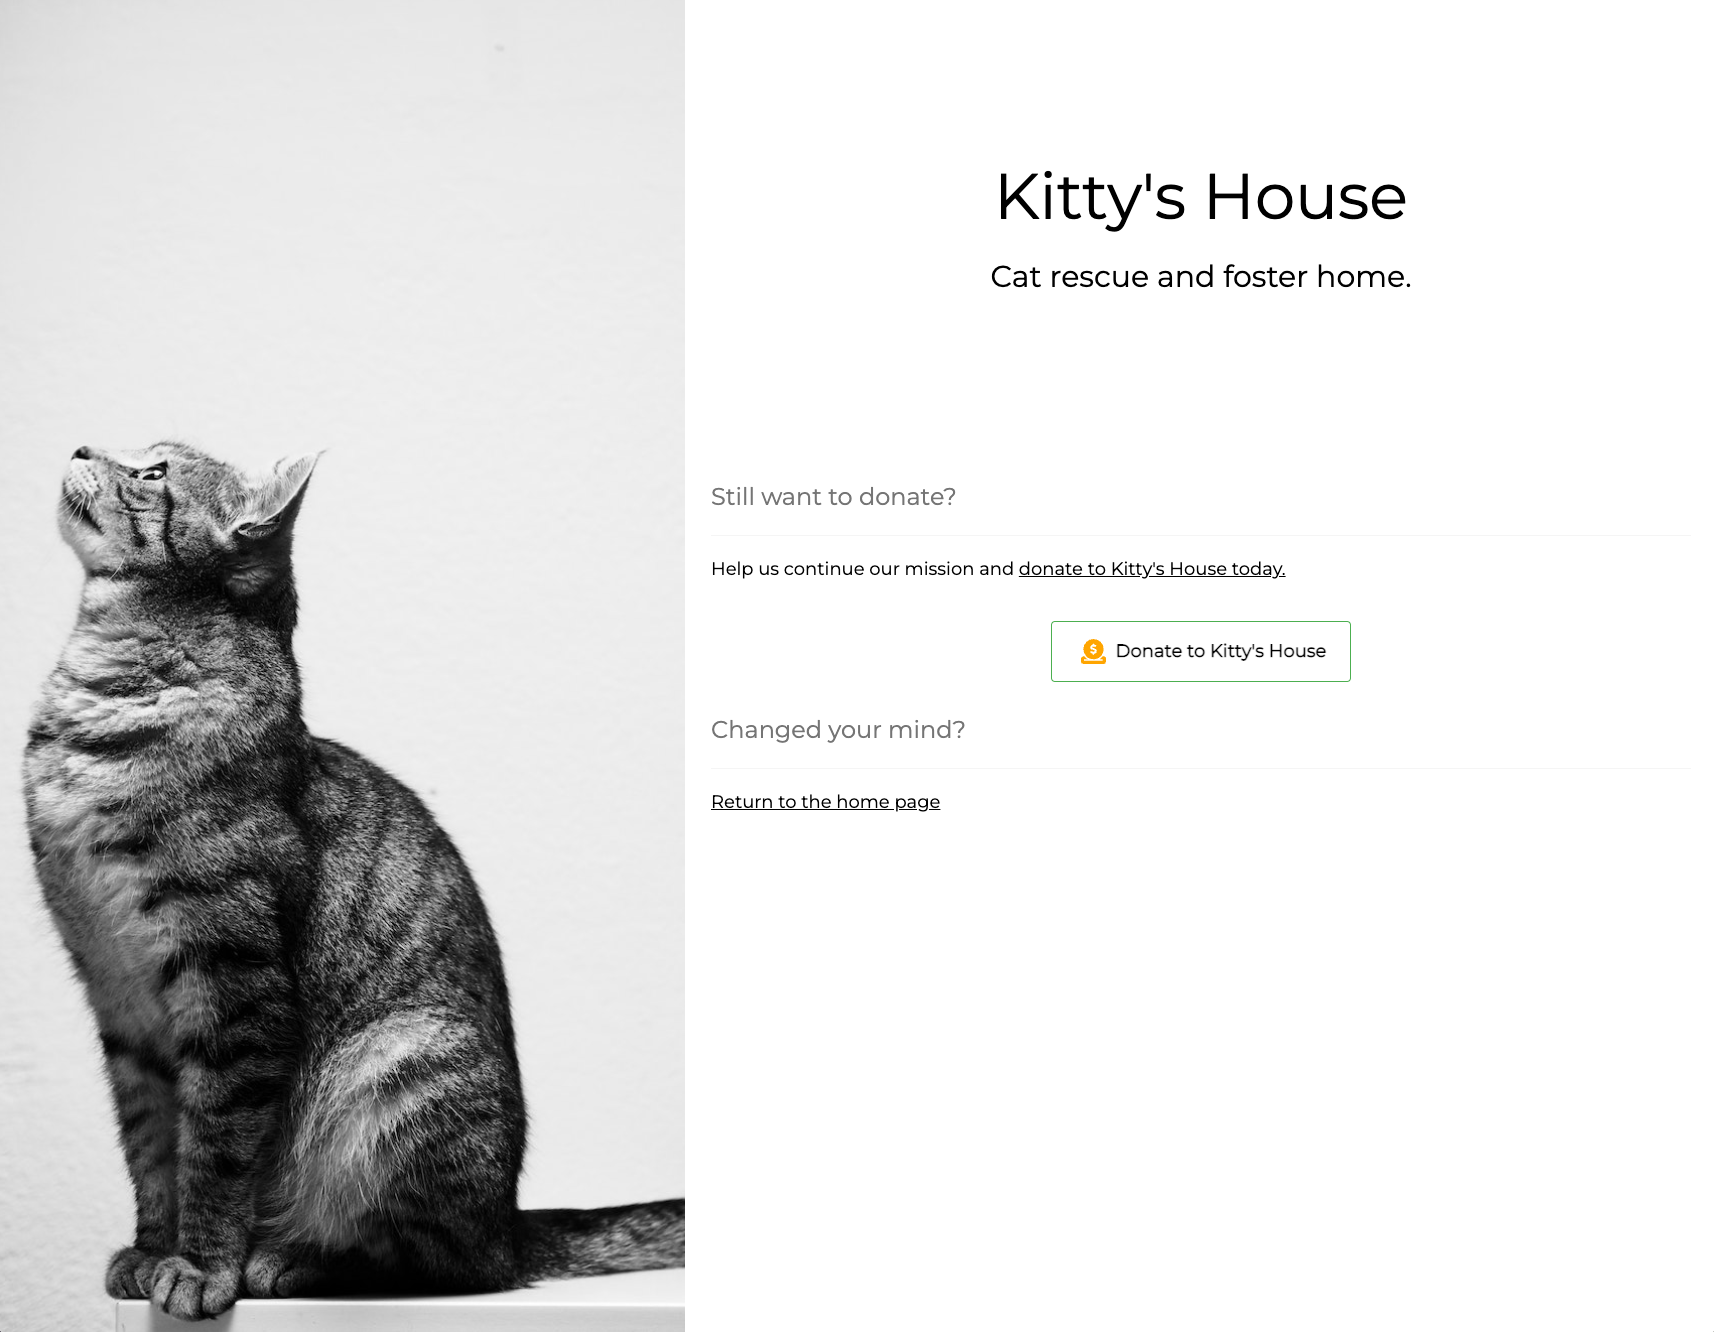 Kitty's House
Cat rescue and foster home.
Still want to donate?
Help us continue our mission and donate to Kitty's House today.
$ Donate to Kitty's House
Changed your mind?
Return to the home page